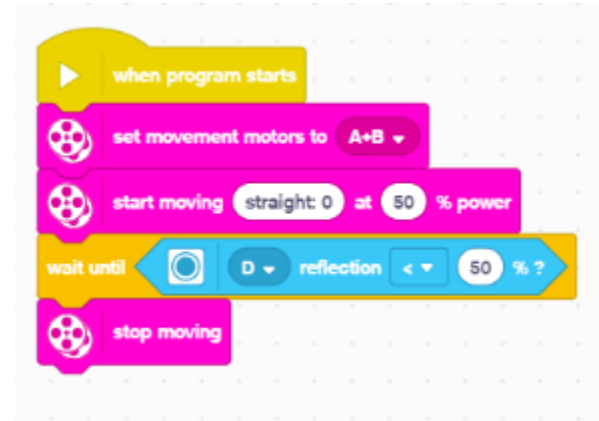 when program starts
set movement motors to A+B
start moving straight: 0 at 50 % power
wait until D reflection < 50 % ?
stop moving